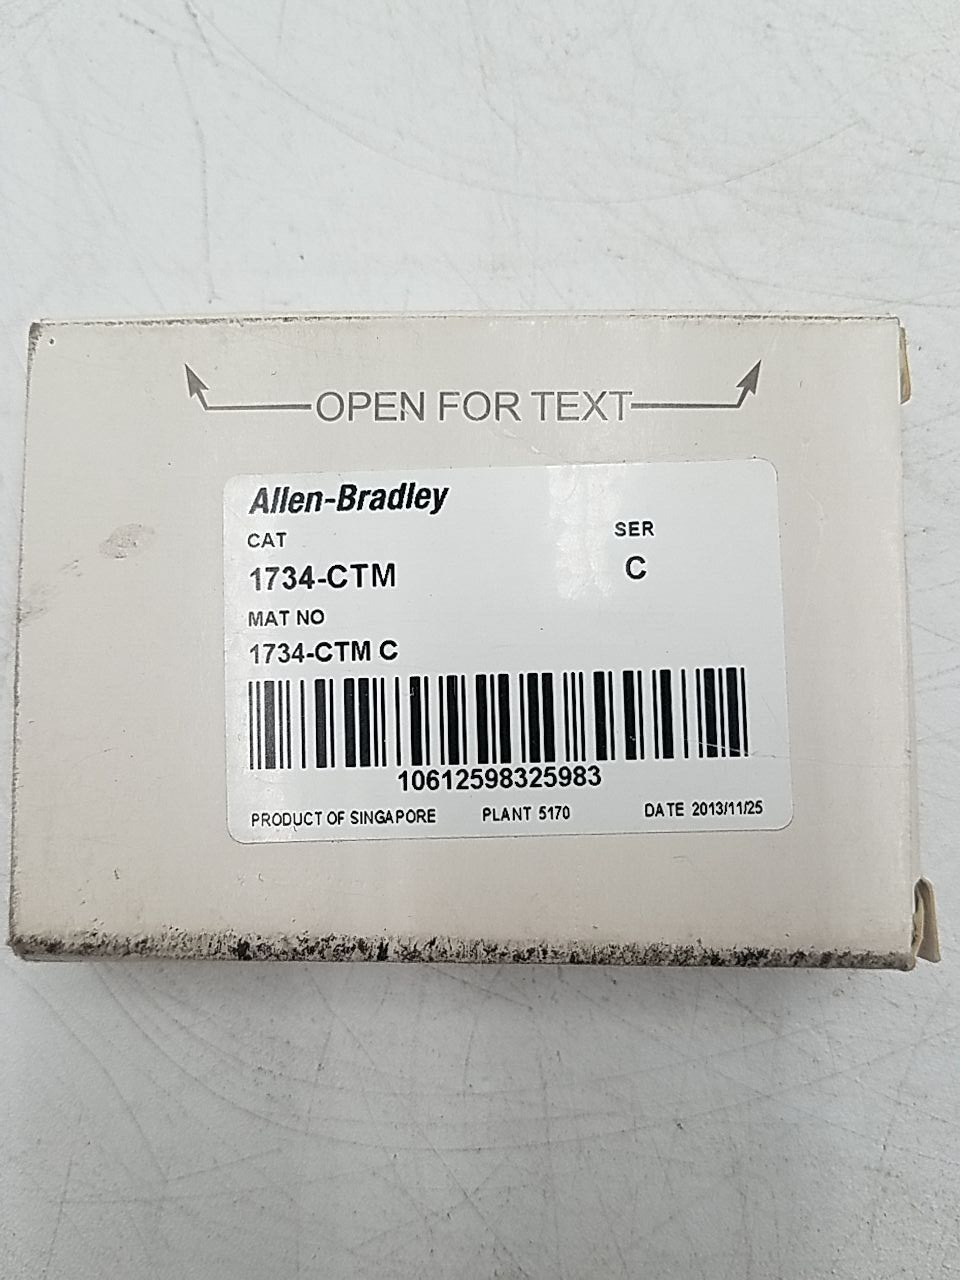 OPEN FOR TEXT
Allen-Bradley
CAT
SER
1734-CTM
C
MAT NO
1734-CTM C
10612598325983
PRODUCT OF SINGAPORE PLANT 5170 DATE 2013/11/25